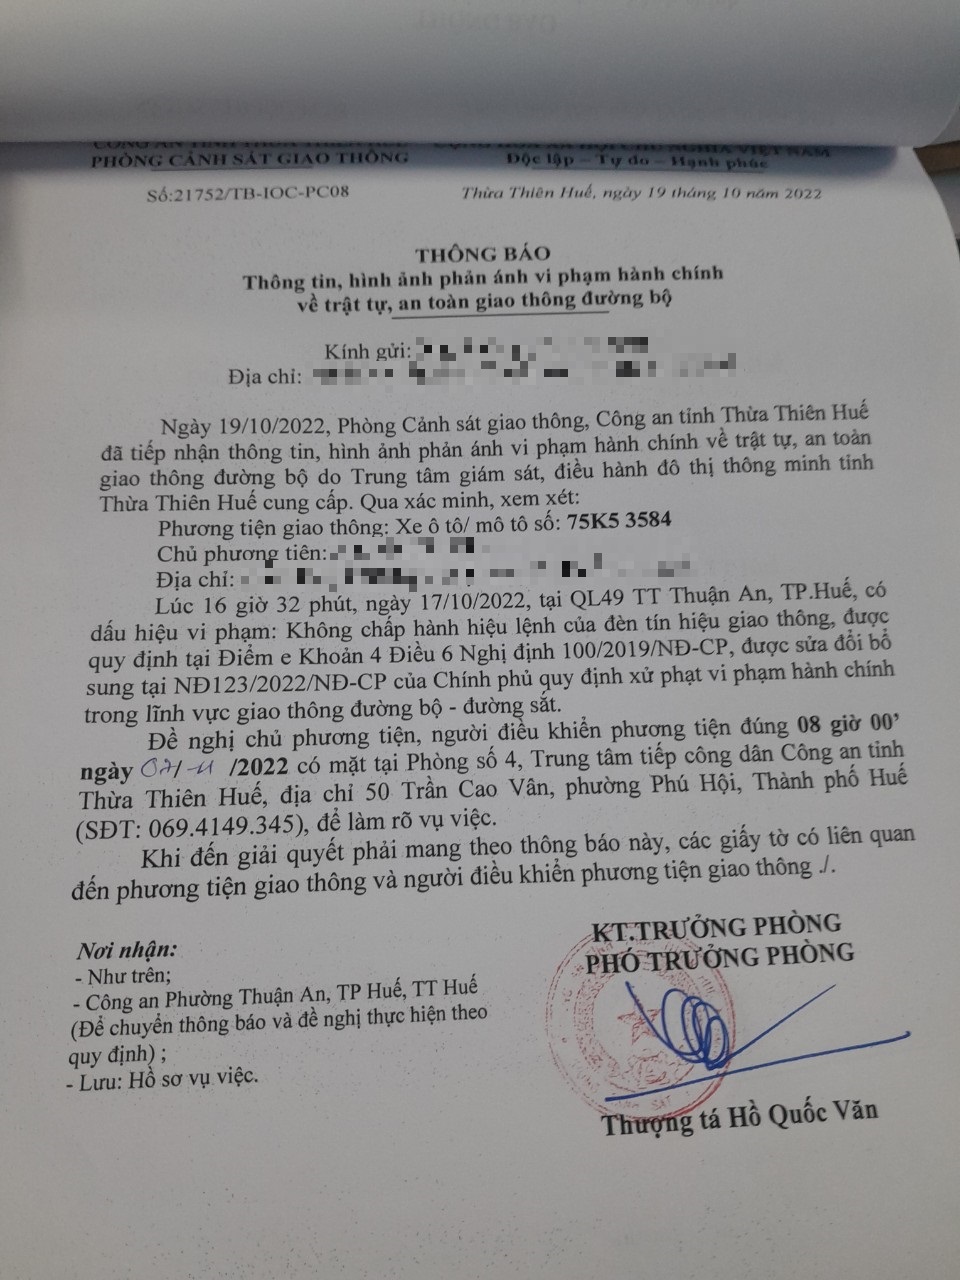 PHÒNG CẢNH SÁT GIAO THÔNG
Độc lập – Tự do – Hạnh phúc
Số:21752/TB-IOC-PC08
Thừa Thiên Huế, ngày 19 tháng 10 năm 2022
THÔNG BÁO
Thông tin, hình ảnh phản ánh vi phạm hành chính
về trật tự, an toàn giao thông đường bộ
Kính gửi:
Địa chỉ:
Ngày 19/10/2022, Phòng Cảnh sát giao thông, Công an tỉnh Thừa Thiên Huế
đã tiếp nhận thông tin, hình ảnh phản ánh vi phạm hành chính về trật tự, an toàn
giao thông đường bộ do Trung tâm giám sát, điều hành đô thị thông minh tỉnh
Thừa Thiên Huế cung cấp. Qua xác minh, xem xét:
Phương tiện giao thông: Xe ô tô/ mô tô số: 75K5 3584
Chủ phương tiên:
Địa chỉ:
Lúc 16 giờ 32 phút, ngày 17/10/2022, tại QL49 TT Thuận An, TP.Huế, có
dấu hiệu vi phạm: Không chấp hành hiệu lệnh của đèn tín hiệu giao thông, được
quy định tại Điểm e Khoản 4 Điều 6 Nghị định 100/2019/NĐ-CP, được sửa đổi bổ
sung tại NĐ123/2022/NĐ-CP của Chính phủ quy định xử phạt vi phạm hành chính
trong lĩnh vực giao thông đường bộ - đường sắt.
Đề nghị chủ phương tiện, người điều khiển phương tiện đúng 08 giờ 00’
ngày /2022 có mặt tại Phòng số 4, Trung tâm tiếp công dân Công an tỉnh
Thừa Thiên Huế, địa chỉ 50 Trần Cao Vân, phường Phú Hội, Thành phố Huế
(SĐT: 069.4149.345), để làm rõ vụ việc.
Khi đến giải quyết phải mang theo thông báo này, các giấy tờ có liên quan
đến phương tiện giao thông và người điều khiển phương tiện giao thông ./.
Nơi nhận:
- Như trên;
- Công an Phường Thuận An, TP Huế, TT Huế
(Để chuyển thông báo và đề nghị thực hiện theo
quy định) ;
- Lưu: Hồ sơ vụ việc.
KT.TRƯỞNG PHÒNG
PHÓ TRƯỞNG PHÒNG
Thượng tá Hồ Quốc Văn